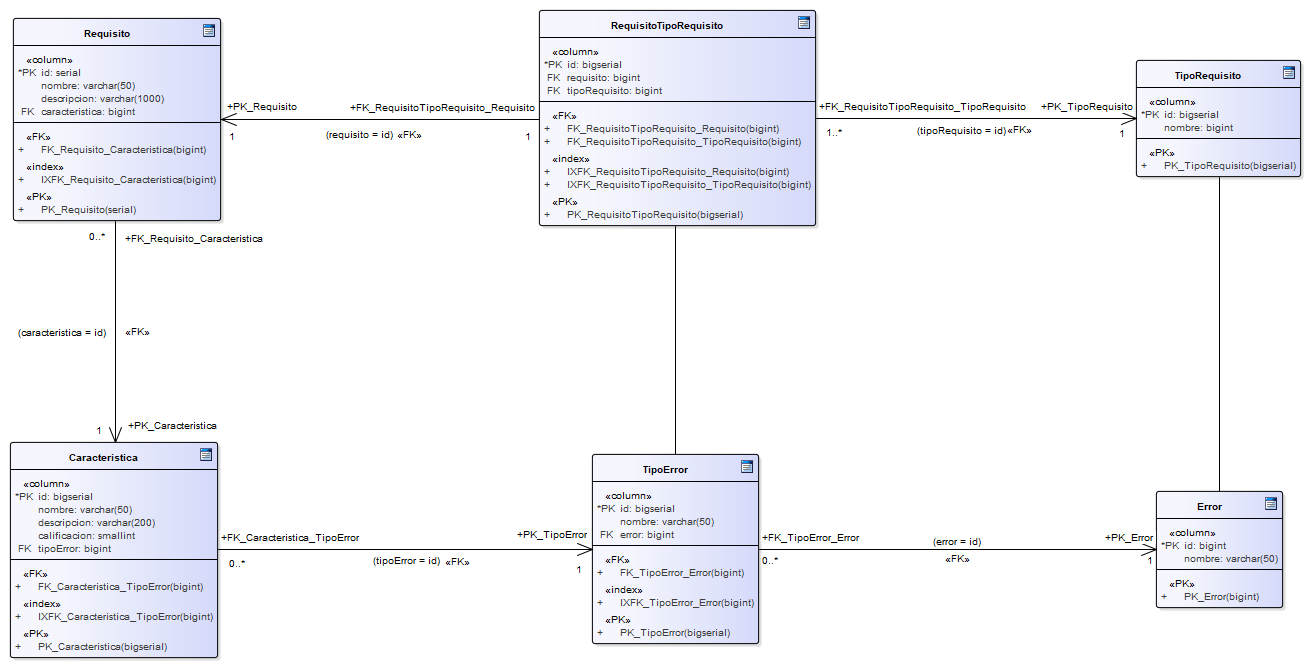 Requisito
«column»
*PK id: serial
nombre: varchar(50)
descripcion: varchar(1000)
FK caracteristica: bigint
«FK»
+ FK_Requisito_Caracteristica(bigint)
«index»
+ IXFK_Requisito_Caracteristica(bigint)
«PK»
+ PK_Requisito(serial)
+PK_Requisito
1
+FK_RequisitoTipoRequisito_Requisito
1
(requisito = id) «FK»
RequisitoTipoRequisito
«column»
*PK id: bigserial
FK requisito: bigint
FK tipoRequisito: bigint
«FK»
+ FK_RequisitoTipoRequisito_Requisito(bigint)
+ FK_RequisitoTipoRequisito_TipoRequisito(bigint)
«index»
+ IXFK_RequisitoTipoRequisito_Requisito(bigint)
+ IXFK_RequisitoTipoRequisito_TipoRequisito(bigint)
«PK»
+ PK_RequisitoTipoRequisito(bigserial)
+FK_RequisitoTipoRequisito_TipoRequisito
1..*
(tipoRequisito = id) «FK»
+PK_TipoRequisito
1
TipoRequisito
«column»
*PK id: bigserial
nombre: bigint
«PK»
+ PK_TipoRequisito(bigserial)
0..*
+FK_Requisito_Caracteristica
(caracteristica = id)
«FK»
1
+PK_Caracteristica
Caracteristica
«column»
*PK id: bigserial
nombre: varchar(50)
descripcion: varchar(200)
calificacion: smallint
FK tipoError: bigint
«FK»
+ FK_Caracteristica_TipoError(bigint)
«index»
+ IXFK_Caracteristica_TipoError(bigint)
«PK»
+ PK_Caracteristica(bigserial)
+FK_Caracteristica_TipoError
0..*
(tipoError = id) «FK»
+PK_TipoError
1
TipoError
«column»
*PK id: bigserial
nombre: varchar(50)
FK error: bigint
«FK»
+ FK_TipoError_Error(bigint)
«index»
+ IXFK_TipoError_Error(bigint)
«PK»
+ PK_TipoError(bigserial)
+FK_TipoError_Error
0..*
(error = id)
«FK»
+PK_Error
1
Error
«column»
*PK id: bigint
nombre: varchar(50)
«PK»
+ PK_Error(bigint)